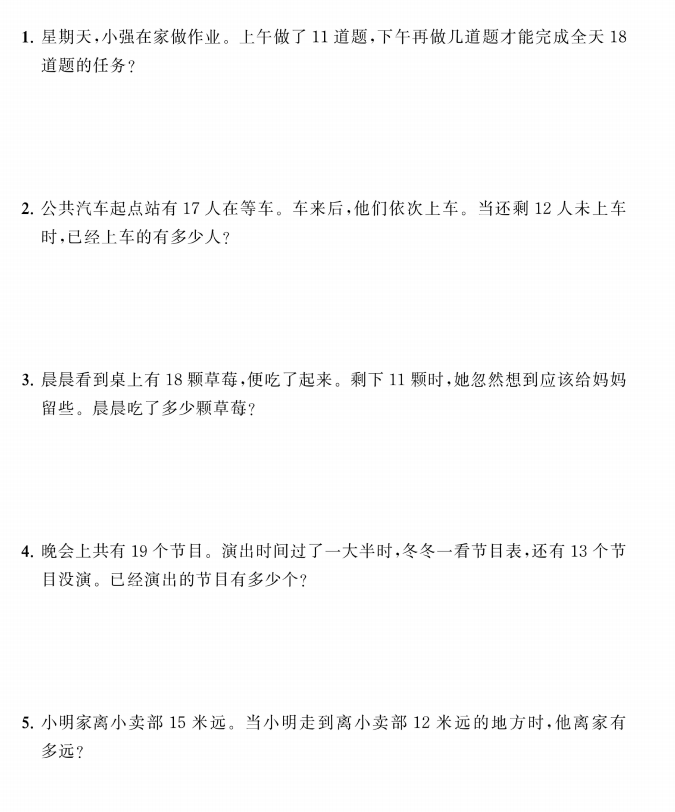 1. 星期天,小强在家做作业。上午做了 11 道题,下午再做几道题才能完成全天 18
道题的任务?
2. 公共汽车起点站有 17 人在等车。车来后,他们依次上车。当还剩 12 人未上车
时,已经上车的有多少人?
3. 晨晨看到桌上有 18 颗草莓,便吃了起来。剩下 11 颗时,她忽然想到应该给妈妈
留些。晨晨吃了多少颗草莓?
4. 晚会上共有 19 个节目。演出时间过了一大半时,冬冬一看节目表,还有 13 个节
目没演。已经演出的节目有多少个?
5. 小明家离小卖部 15 米远。当小明走到离小卖部 12 米远的地方时,他离家有
多远?